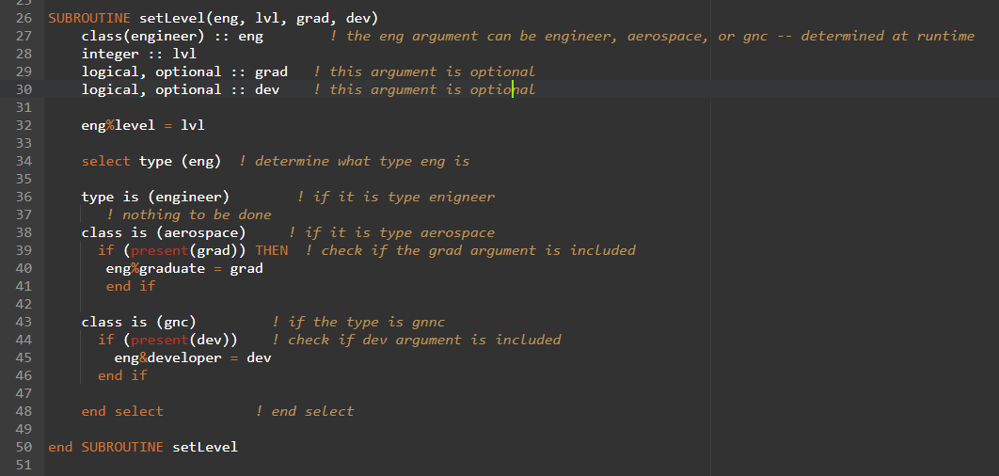 26 SUBROUTINE setLevel(eng, lvl, grad, dev)
27 class(engineer) :: eng ! the eng argument can be engineer, aerospace, or gnc -- determined at runtime
28 integer :: lvl
29 logical, optional :: grad ! this argument is optional
30 logical, optional :: dev ! this argument is optional
31
32 eng%level = lvl
33
34 select type (eng) ! determine what type eng is
35
36 type is (engineer) ! if it is type enigneer
37 ! nothing to be done
38 class is (aerospace) ! if it is type aerospace
39 if (present(grad)) THEN ! check if the grad argument is included
40 eng%graduate = grad
41 end if
42
43 class is (gnc) ! if the type is gnnc
44 if (present(dev)) ! check if dev argument is included
45 eng&developer = dev
46 end if
47
48 end select ! end select
49
50 end SUBROUTINE setLevel
51